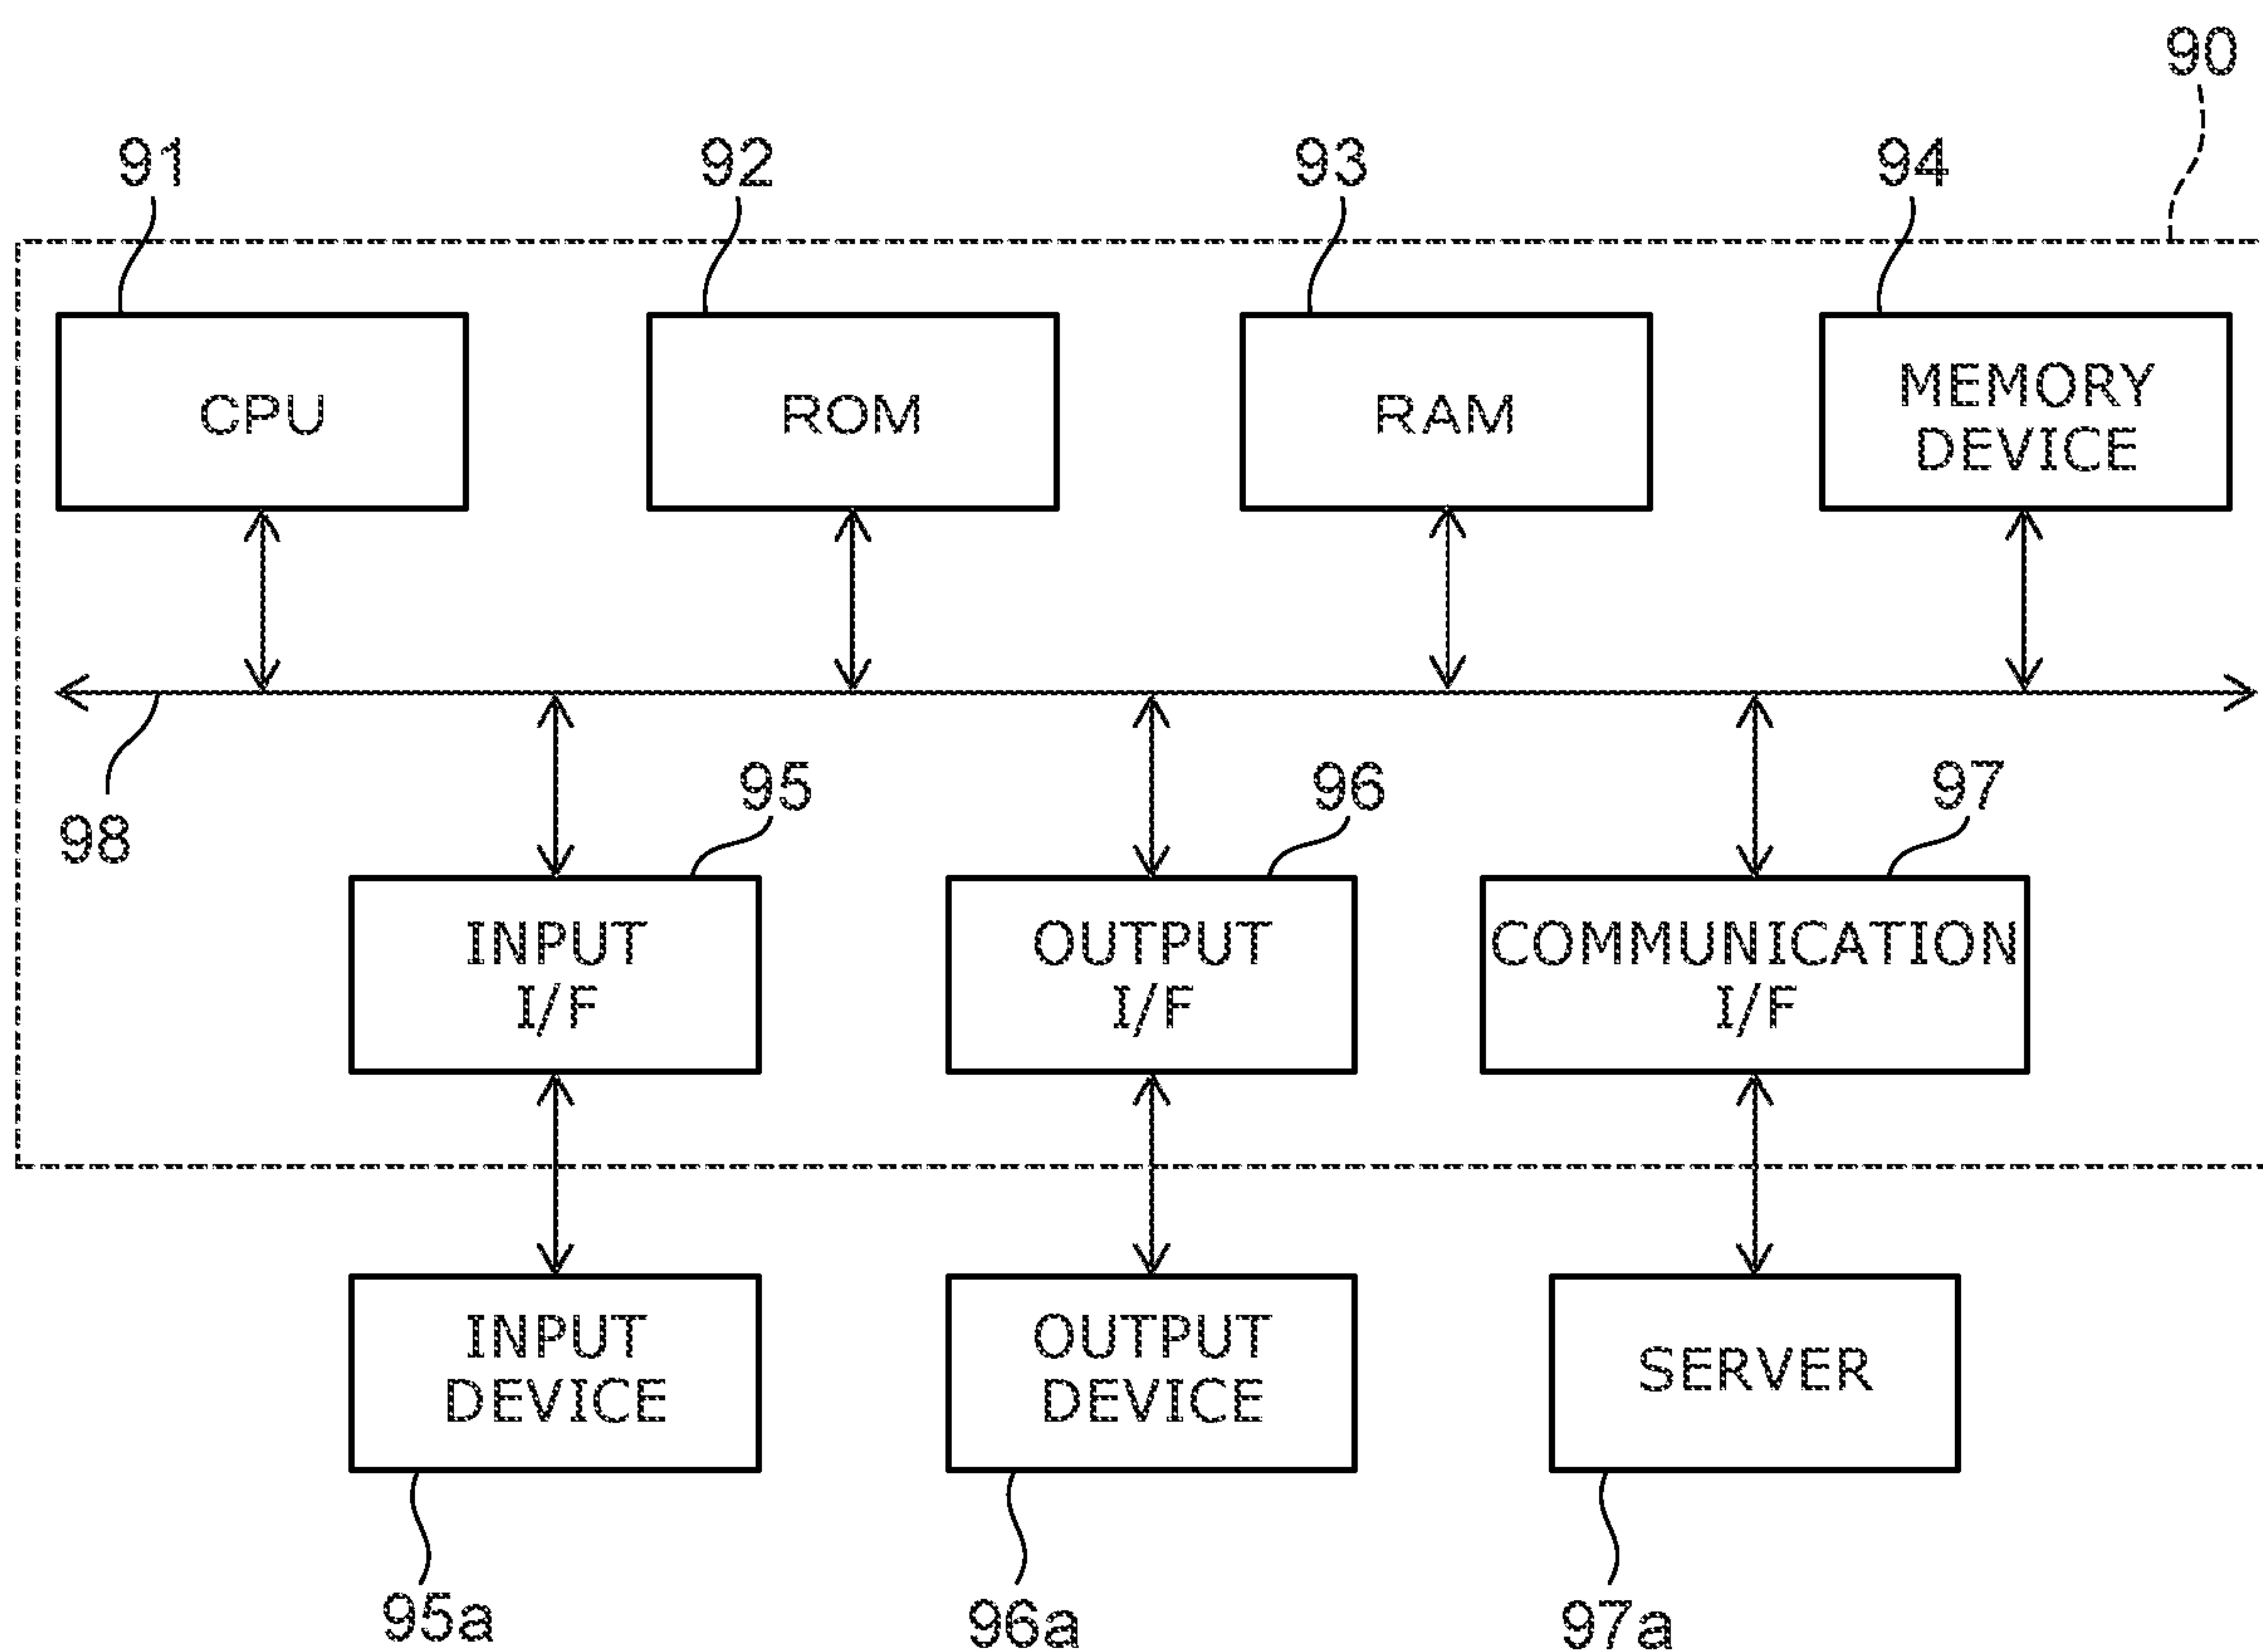 90
91
92
93
94
CPU
ROM
RAM
MEMORY
DEVICE
98
95
96
97
INPUT
I/F
OUTPUT
I/F
COMMUNICATION
I/F
INPUT
DEVICE
OUTPUT
DEVICE
SERVER
95a
96a
97a